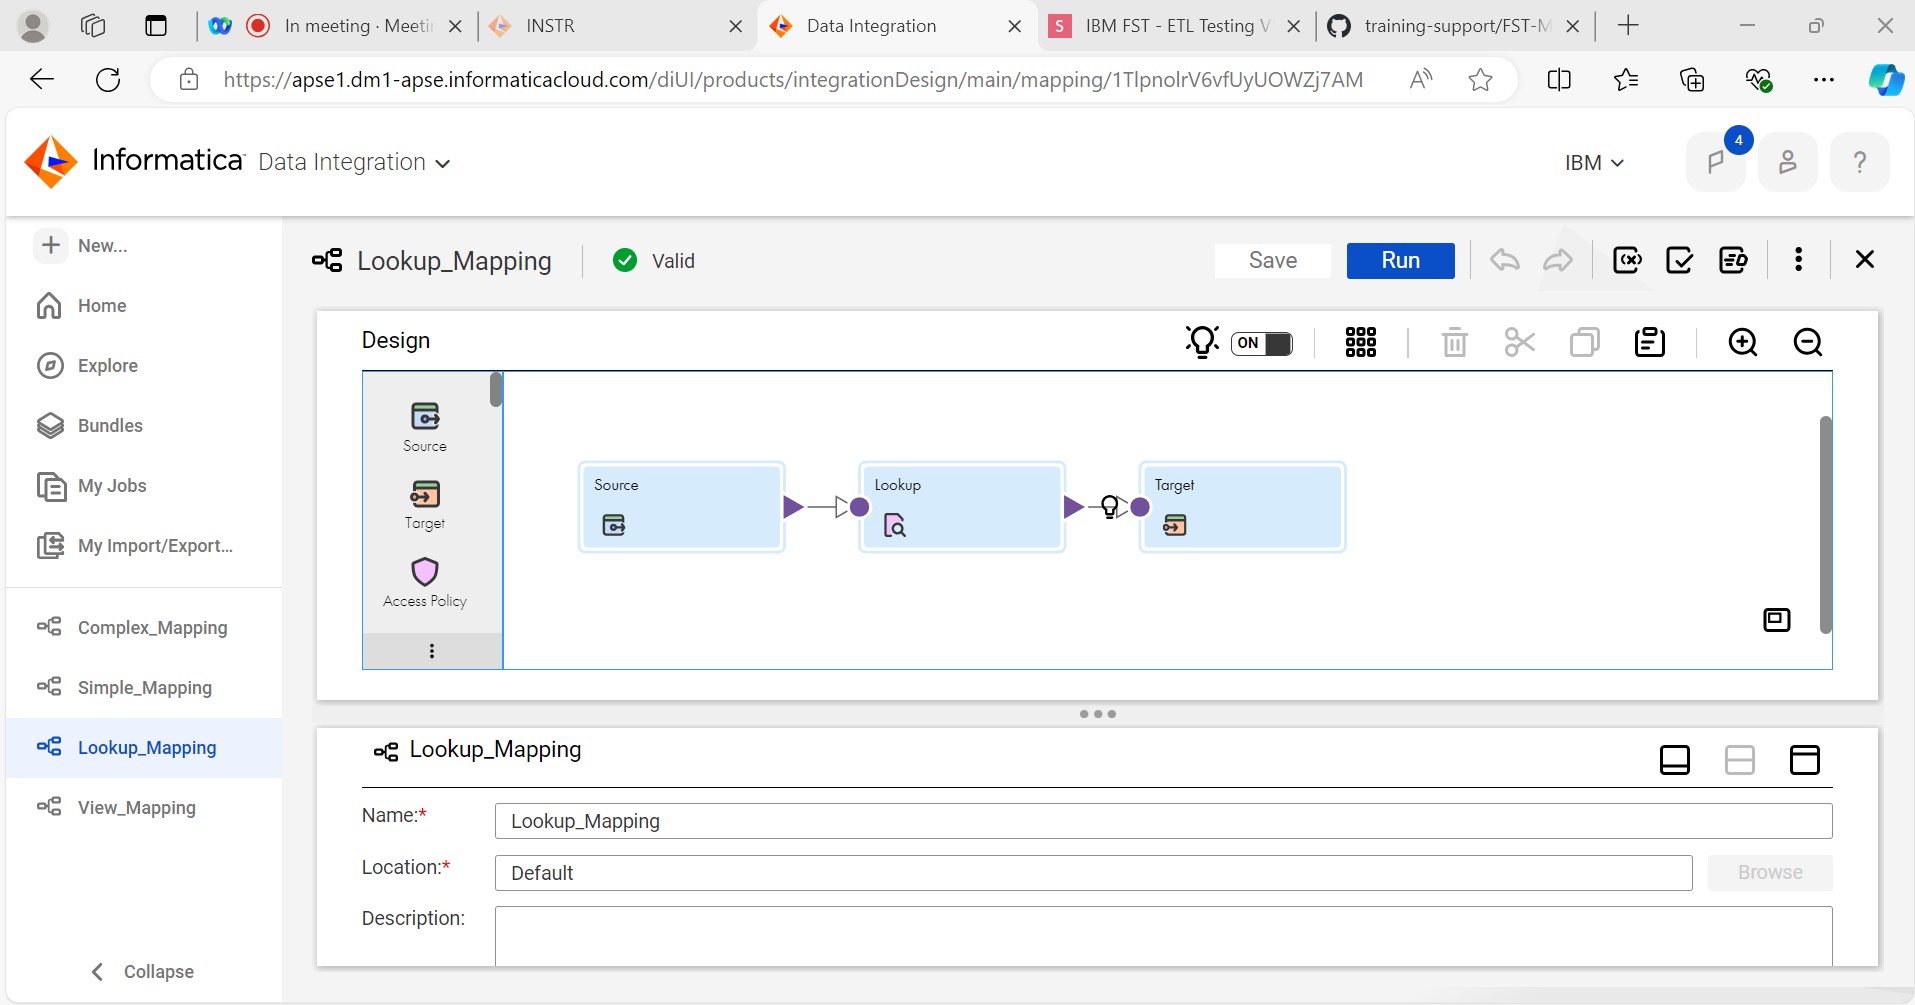 In meeting · Meetir
INSTR
Data Integration
S
IBM FST - ETL Testing V
training-support/FST-M
https://apse1.dm1-apse.informaticacloud.com/diUI/products/integrationDesign/main/mapping/1TlpnolrV6vfUyUOWZj7AM
Informatica Data Integration
IBM
4
?
New...
Home
Explore
Bundles
My Jobs
My Import/Export...
Complex_Mapping
Simple_Mapping
Lookup_Mapping
View_Mapping
Collapse
Lookup_Mapping
Valid
Save
Run
Design
ON
Source
Target
Access Policy
Source
Lookup
Target
Lookup_Mapping
Name:*
Lookup_Mapping
Location:*
Default
Browse
Description: